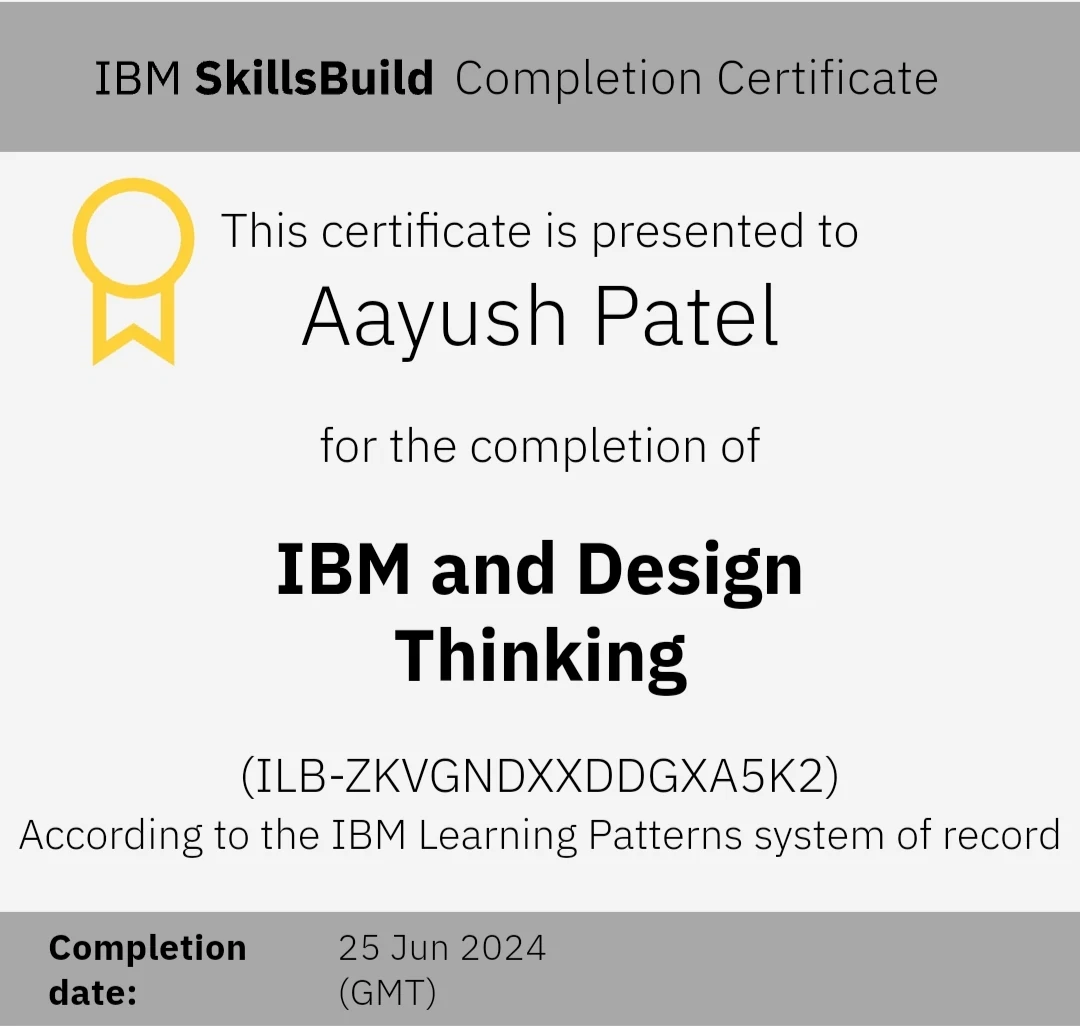 IBM SkillsBuild Completion Certificate
This certificate is presented to
Aayush Patel
for the completion of
IBM and Design
Thinking
(ILB-ZKVGNDXXDDGXA5K2)
According to the IBM Learning Patterns system of record
Completion date:
25 Jun 2024 (GMT)